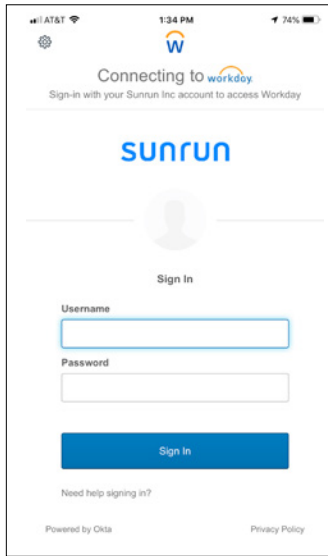 AT&T 1:34 PM 74%
W
Connecting to workday.
Sign-in with your Sunrun Inc account to access Workday
sunrun
Sign In
Username
Password
Sign In
Need help signing in?
Powered by Okta Privacy Policy